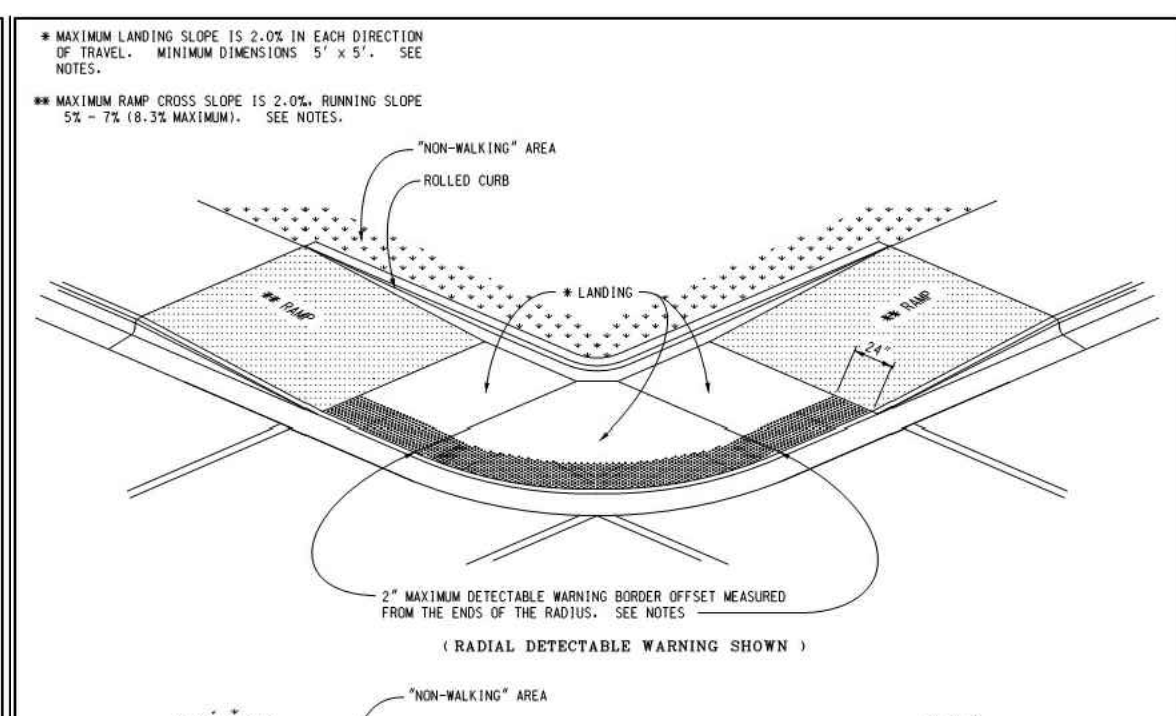 * MAXIMUM LANDING SLOPE IS 2.0% IN EACH DIRECTION
OF TRAVEL. MINIMUM DIMENSIONS 5' x 5'. SEE
NOTES.
** MAXIMUM RAMP CROSS SLOPE IS 2.0%, RUNNING SLOPE
5% - 7% (8.3% MAXIMUM). SEE NOTES.
"NON-WALKING" AREA
ROLLED CURB
* LANDING
** RAMP
** RAMP
24"
2" MAXIMUM DETECTABLE WARNING BORDER OFFSET MEASURED
FROM THE ENDS OF THE RADIUS. SEE NOTES
( RADIAL DETECTABLE WARNING SHOWN )
"NON-WALKING" AREA